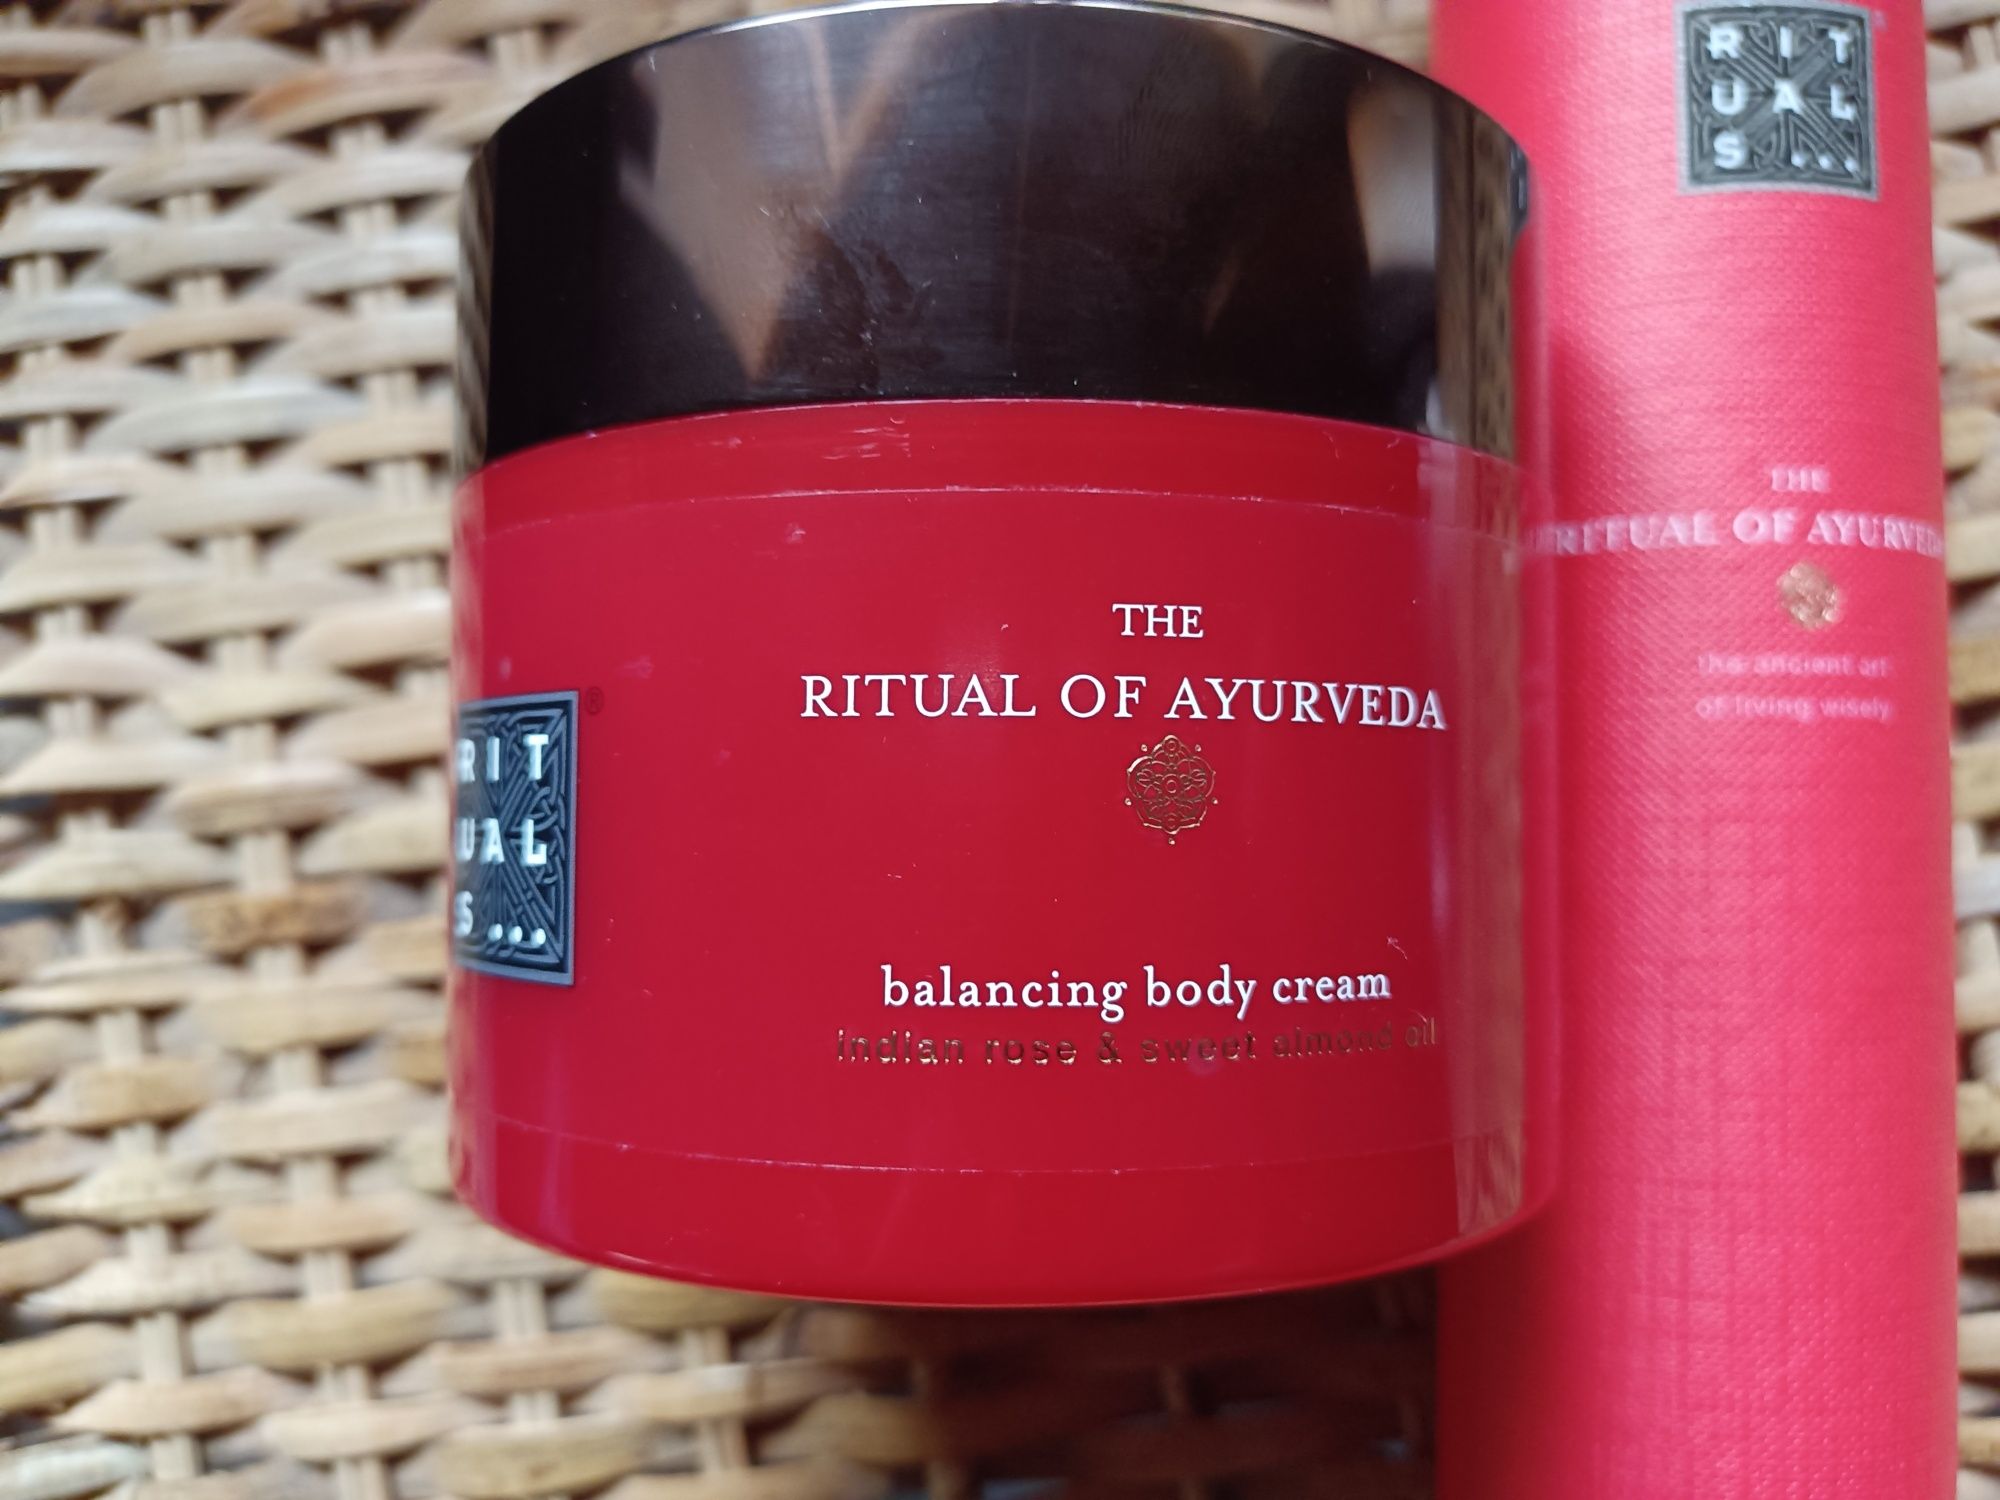 RIT
UAL
S...
®
THE
RITUAL OF AYURVEDA
balancing body cream
indian rose & sweet almond oil
RIT
UAL
S...
THE
RITUAL OF AYURVEDA
the ancient art
of living wisely